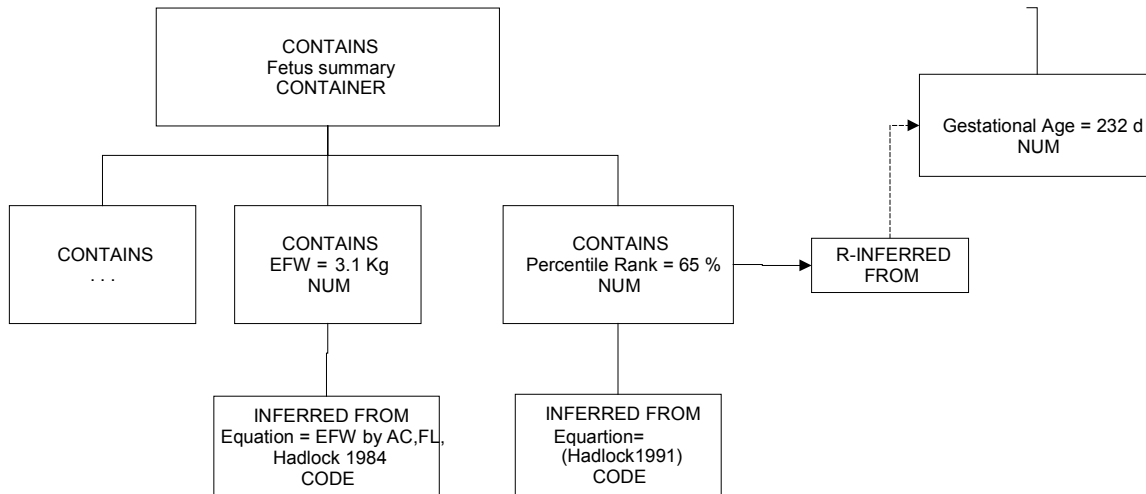 CONTAINS
Fetus summary
CONTAINER
Gestational Age = 232 d
NUM
CONTAINS
. . .
CONTAINS
EFW = 3.1 Kg
NUM
CONTAINS
Percentile Rank = 65 %
NUM
R-INFERRED
FROM
INFERRED FROM
Equation = EFW by AC,FL,
Hadlock 1984
CODE
INFERRED FROM
Equartion=
(Hadlock1991)
CODE